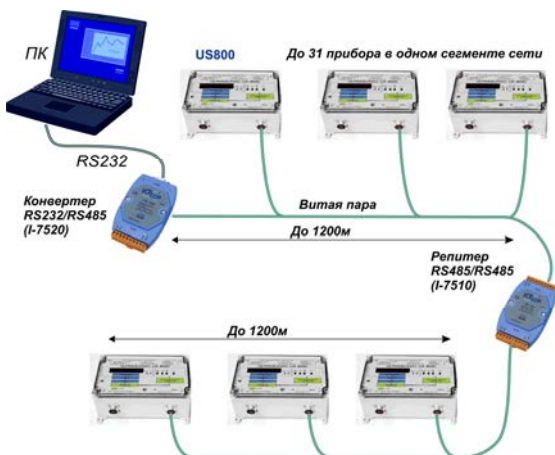 ПК
US800
До 31 прибора в одном сегменте сети
RS232
Конвертер
RS232/RS485
(I-7520)
Витая пара
До 1200м
Репитер
RS485/RS485
(I-7510)
До 1200м